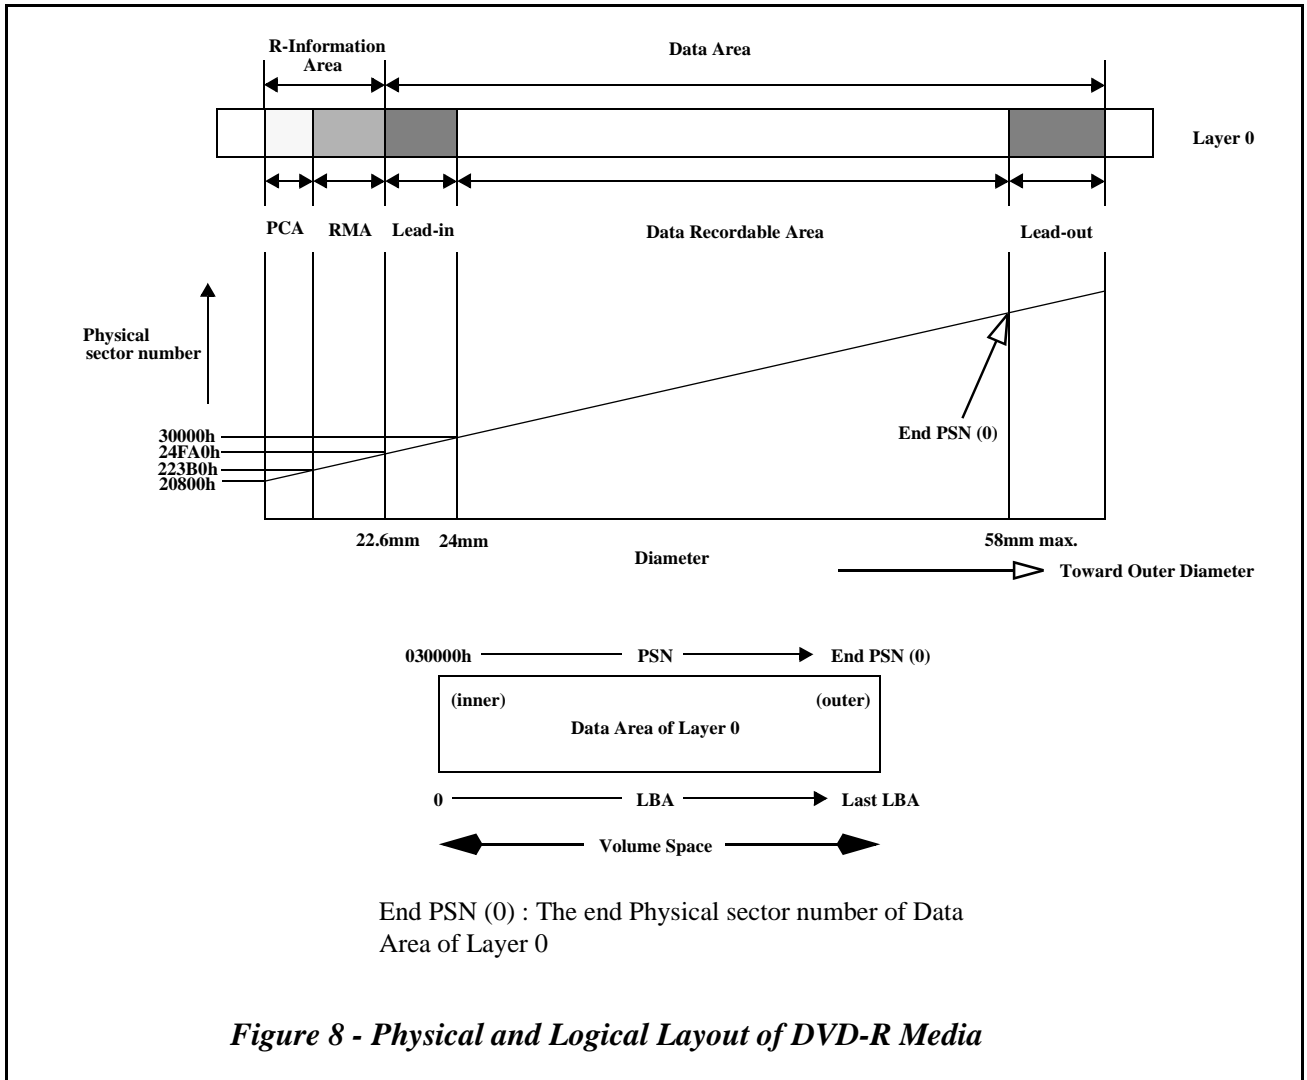 R-Information
Area
Data Area
Layer 0
PCA
RMA
Lead-in
Data Recordable Area
Lead-out
Physical
sector number
30000h
24FA0h
223B0h
20800h
End PSN (0)
22.6mm
24mm
58mm max.
Diameter
Toward Outer Diameter
030000h
PSN
End PSN (0)
(inner)
(outer)
Data Area of Layer 0
0
LBA
Last LBA
Volume Space
End PSN (0) : The end Physical sector number of Data
Area of Layer 0
Figure 8 - Physical and Logical Layout of DVD-R Media